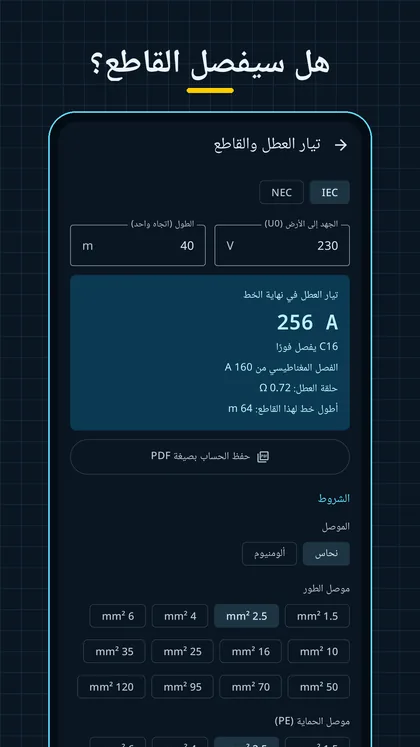 هل سيفصل القاطع؟
تيار العطل والقاطع
IEC NEC
الجهد إلى الأرض (U0) الطول (اتجاه واحد)
230 V 40 m
تيار العطل في نهاية الخط
256 A
C16 يفصل فورًا
الفصل المغناطيسي من 160 A
حلقة العطل: 0.72 Ω
أطول خط لهذا القاطع: 64 m
حفظ الحساب بصيغة PDF
الشروط
الموصل
نحاس ألومنيوم
موصل الطور
1.5 mm² 2.5 mm² 4 mm² 6 mm²
10 mm² 16 mm² 25 mm² 35 mm²
50 mm² 70 mm² 95 mm² 120 mm²
موصل الحماية (PE)